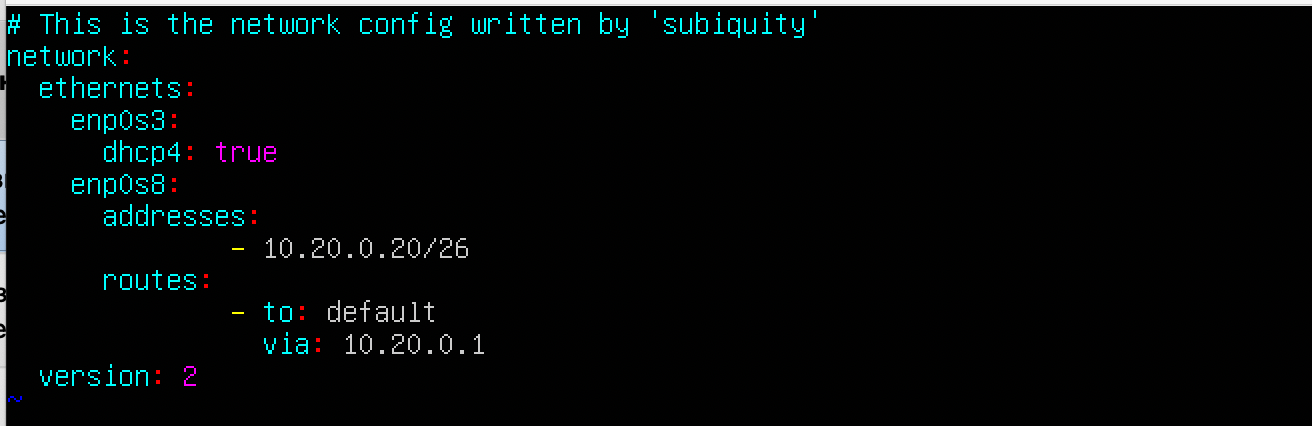 # This is the network config written by 'subiquity'
network:
  ethernets:
    enp0s3:
      dhcp4: true
    enp0s8:
      addresses:
              - 10.20.0.20/26
      routes:
              - to: default
                via: 10.20.0.1
  version: 2
~